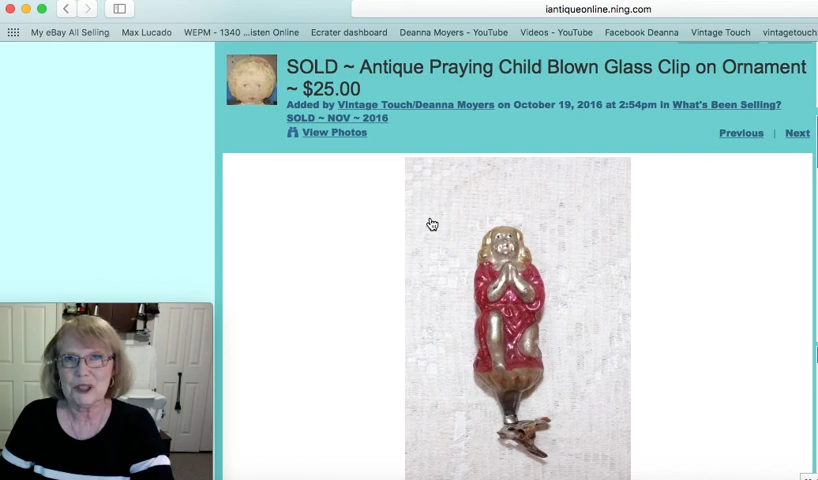 iantiqueonline.ning.com
My eBay All Selling
Max Lucado
WEPM - 1340 ...isten Online
Ecrater dashboard
Deanna Moyers - YouTube
Videos - YouTube
Facebook Deanna
Vintage Touch
vintagetouch
SOLD ~ Antique Praying Child Blown Glass Clip on Ornament
~ $25.00
Added by Vintage Touch/Deanna Moyers on October 19, 2016 at 2:54pm in What's Been Selling?
SOLD ~ NOV ~ 2016
View Photos
Previous | Next